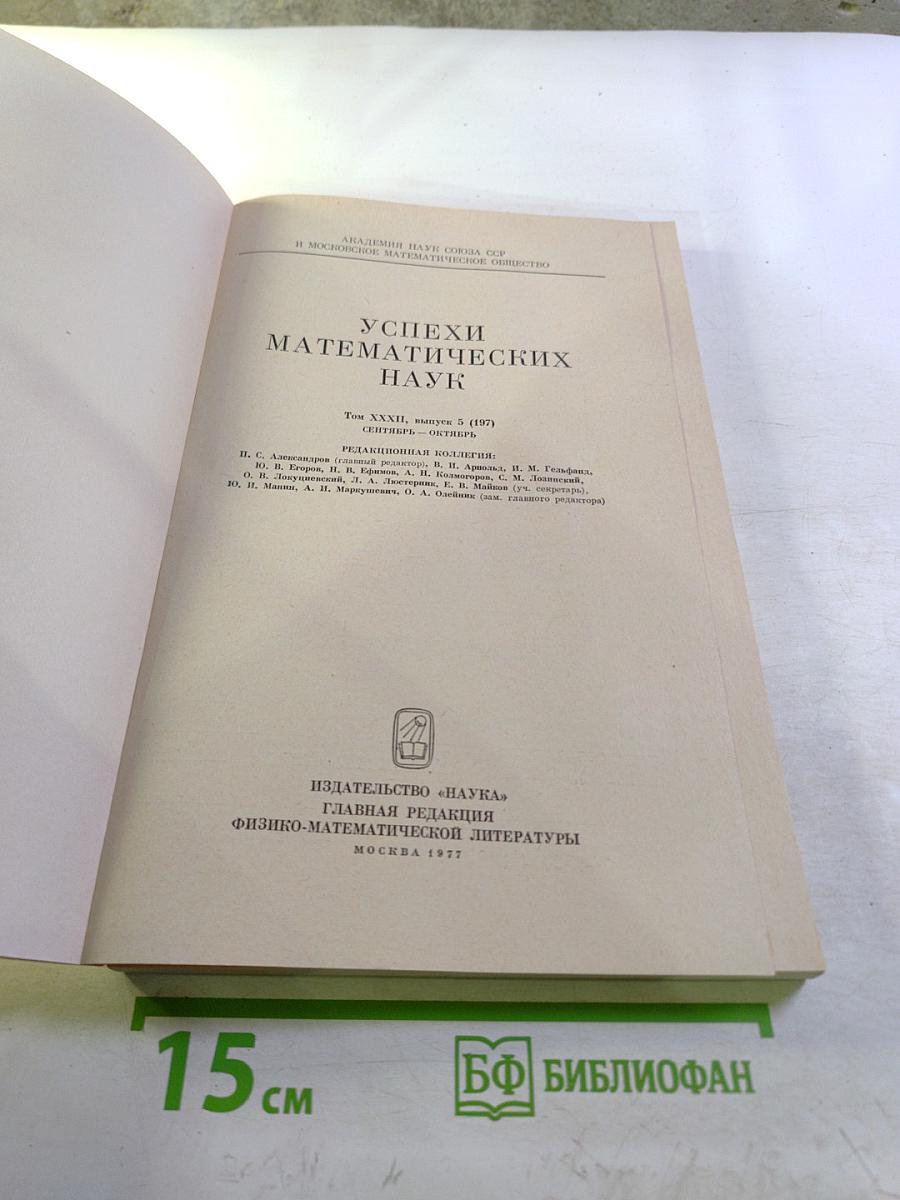 АКАДЕМИЯ НАУК СОЮЗА ССР
И МОСКОВСКОЕ МАТЕМАТИЧЕСКОЕ ОБЩЕСТВО
УСПЕХИ
МАТЕМАТИЧЕСКИХ
НАУК
Том XXXII, выпуск 5 (197)
СЕНТЯБРЬ — ОКТЯБРЬ
РЕДАКЦИОННАЯ КОЛЛЕГИЯ:
П. С. Александров (главный редактор), В. И. Арнольд, И. М. Гельфанд,
Ю. В. Егоров, Н. В. Ефимов, А. Н. Колмогоров, С. М. Лозинский,
О. В. Локуциевский, Л. А. Люстерник, Е. В. Майков (уч. секретарь),
Ю. И. Манин, А. И. Маркушевич, О. А. Олейник (зам. главного редактора)
ИЗДАТЕЛЬСТВО «НАУКА»
ГЛАВНАЯ РЕДАКЦИЯ
ФИЗИКО-МАТЕМАТИЧЕСКОЙ ЛИТЕРАТУРЫ
МОСКВА 1977
15 см
БФ БИБЛИОФАН